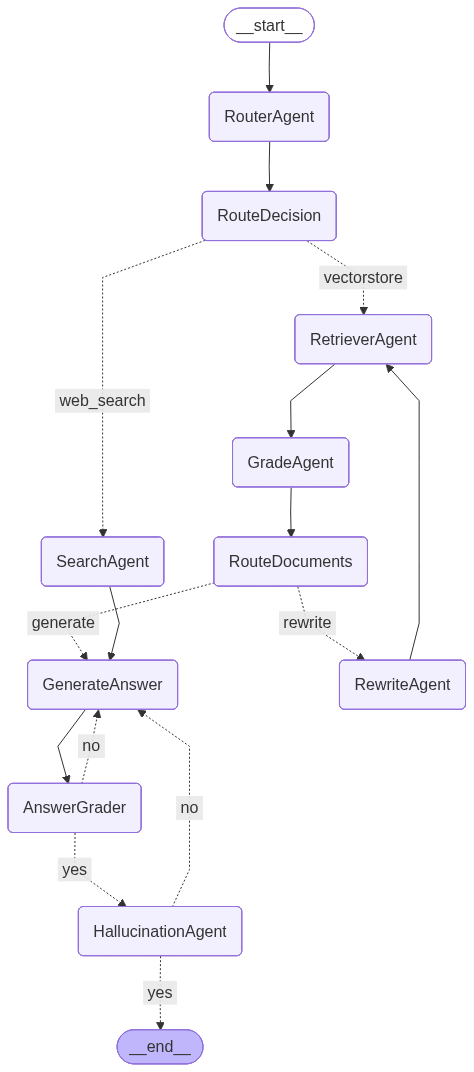 __start__
RouterAgent
RouteDecision
vectorstore
RetrieverAgent
web_search
GradeAgent
SearchAgent
RouteDocuments
generate
rewrite
GenerateAnswer
RewriteAgent
no
AnswerGrader
no
yes
HallucinationAgent
yes
__end__